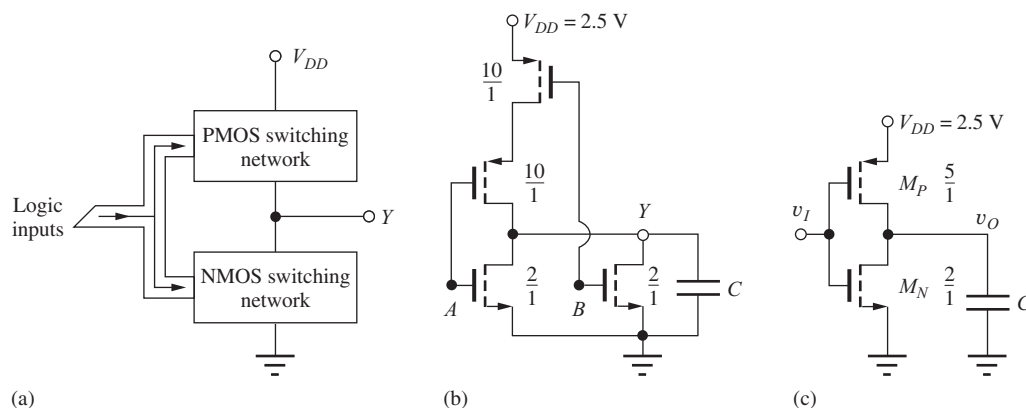 V_DD
PMOS switching
network
Logic
inputs
Y
NMOS switching
network
(a)
V_DD = 2.5 V
10/1
10/1
Y
2/1
2/1
C
A
B
(b)
V_DD = 2.5 V
M_P 5/1
v_I
v_O
M_N 2/1
C
(c)